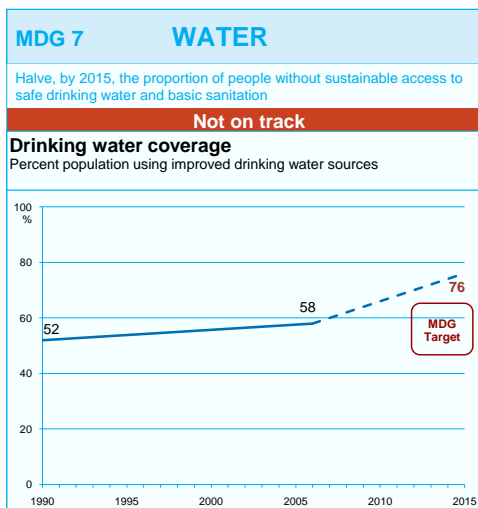 MDG 7 WATER
Halve, by 2015, the proportion of people without sustainable access to
safe drinking water and basic sanitation
Not on track
Drinking water coverage
Percent population using improved drinking water sources
100
%
80
60
40
20
0
52
58
76
MDG
Target
1990 1995 2000 2005 2010 2015